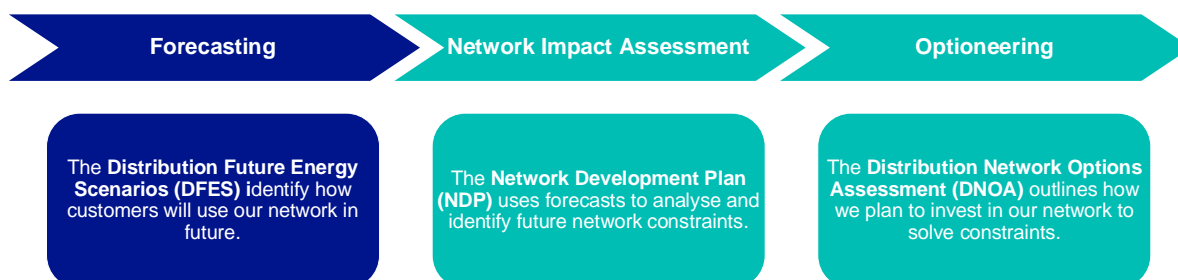 Forecasting
Network Impact Assessment
Optioneering
The Distribution Future Energy
Scenarios (DFES) identify how
customers will use our network in
future.
The Network Development Plan
(NDP) uses forecasts to analyse and
identify future network constraints.
The Distribution Network Options
Assessment (DNOA) outlines how
we plan to invest in our network to
solve constraints.